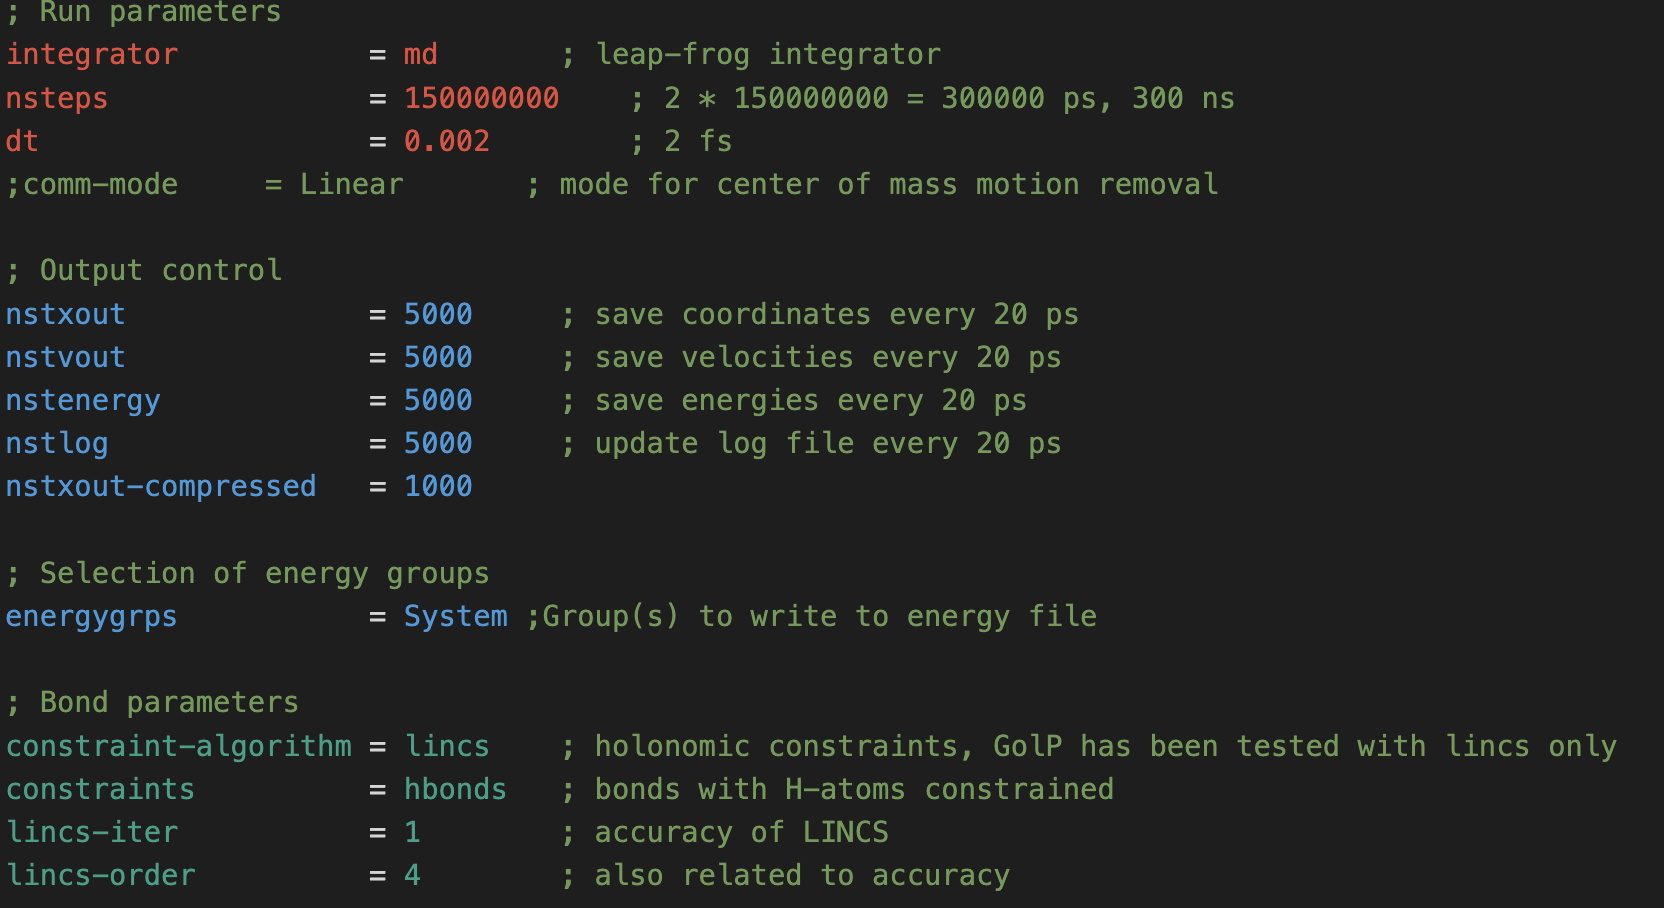 ; Run parameters
integrator = md ; leap-frog integrator
nsteps = 150000000 ; 2 * 150000000 = 300000 ps, 300 ns
dt = 0.002 ; 2 fs
;comm-mode = Linear ; mode for center of mass motion removal
; Output control
nstxout = 5000 ; save coordinates every 20 ps
nstvout = 5000 ; save velocities every 20 ps
nstenergy = 5000 ; save energies every 20 ps
nstlog = 5000 ; update log file every 20 ps
nstxout-compressed = 1000
; Selection of energy groups
energygrps = System ;Group(s) to write to energy file
; Bond parameters
constraint-algorithm = lincs ; holonomic constraints, GolP has been tested with lincs only
constraints = hbonds ; bonds with H-atoms constrained
lincs-iter = 1 ; accuracy of LINCS
lincs-order = 4 ; also related to accuracy